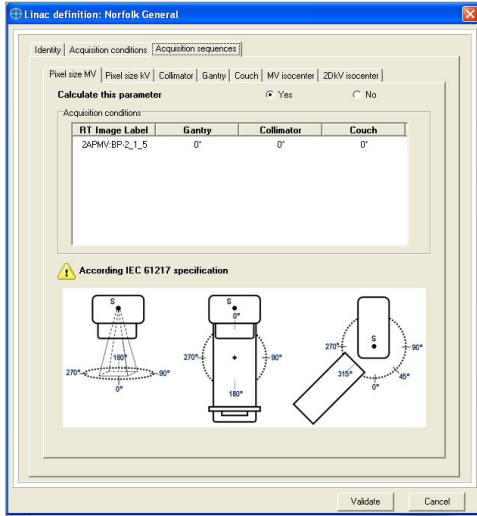 Linac definition: Norfolk General
Identity Acquisition conditions Acquisition sequences
Pixel size MV Pixel size kV Collimator Gantry Couch MV isocenter 2DkV isocenter
Calculate this parameter Yes No
Acquisition conditions
RT Image Label Gantry Collimator Couch
2APMV:BP-2_1_5 0° 0° 0°
According IEC 61217 specification
S S
0° S
180° 270° 90° 270° 90°
270° 90° 315° 45°
0° 180° 0°
Validate Cancel